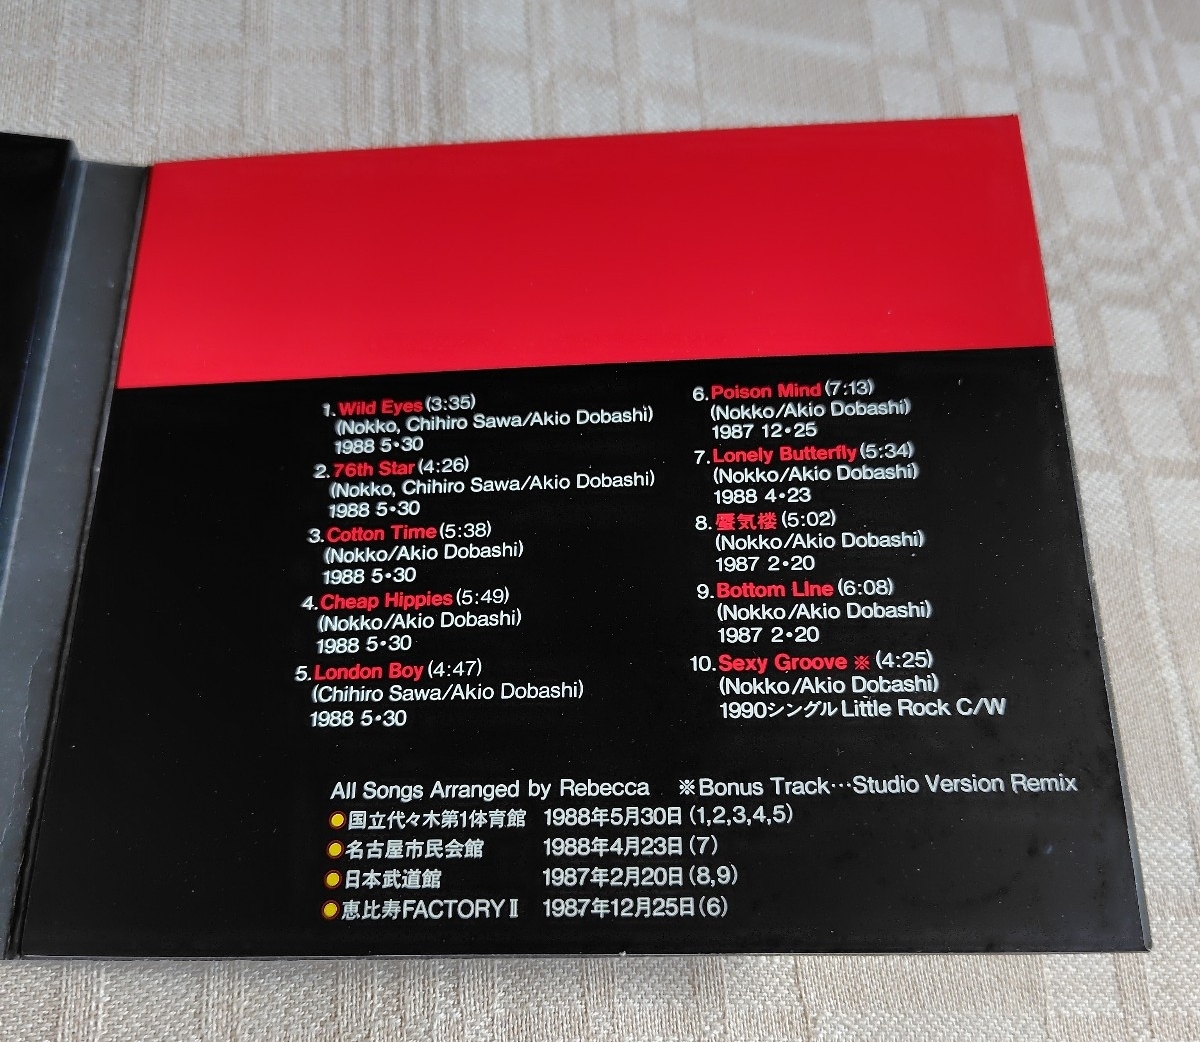 1.Wild Eyes(3:35)
(Nokko, Chihiro Sawa/Akio Dobashi)
1988 5•30
2.76th Star(4:26)
(Nokko, Chihiro Sawa/Akio Dobashi)
1988 5•30
3.Cotton Time(5:38)
(Nokko/Akio Dobashi)
1988 5•30
4.Cheap Hippies(5:49)
(Nokko/Akio Dobashi)
1988 5•30
5.London Boy(4:47)
(Chihiro Sawa/Akio Dobashi)
1988 5•30
6.Poison Mind(7:13)
(Nokko/Akio Dobashi)
1987 12•25
7.Lonely Butterfly(5:34)
(Nokko/Akio Dobashi)
1988 4•23
8.蜃気楼(5:02)
(Nokko/Akio Dobashi)
1987 2•20
9.Bottom LIne(6:08)
(Nokko/Akio Dobashi)
1987 2•20
10.Sexy Groove※(4:25)
(Nokko/Akio Dobashi)
1990シングルLittle Rock C/W
All Songs Arranged by Rebecca ※Bonus Track…Studio Version Remix
●国立代々木第1体育館 1988年5月30日(1,2,3,4,5)
●名古屋市民会館 1988年4月23日(7)
●日本武道館 1987年2月20日(8,9)
●恵比寿FACTORYⅡ 1987年12月25日(6)